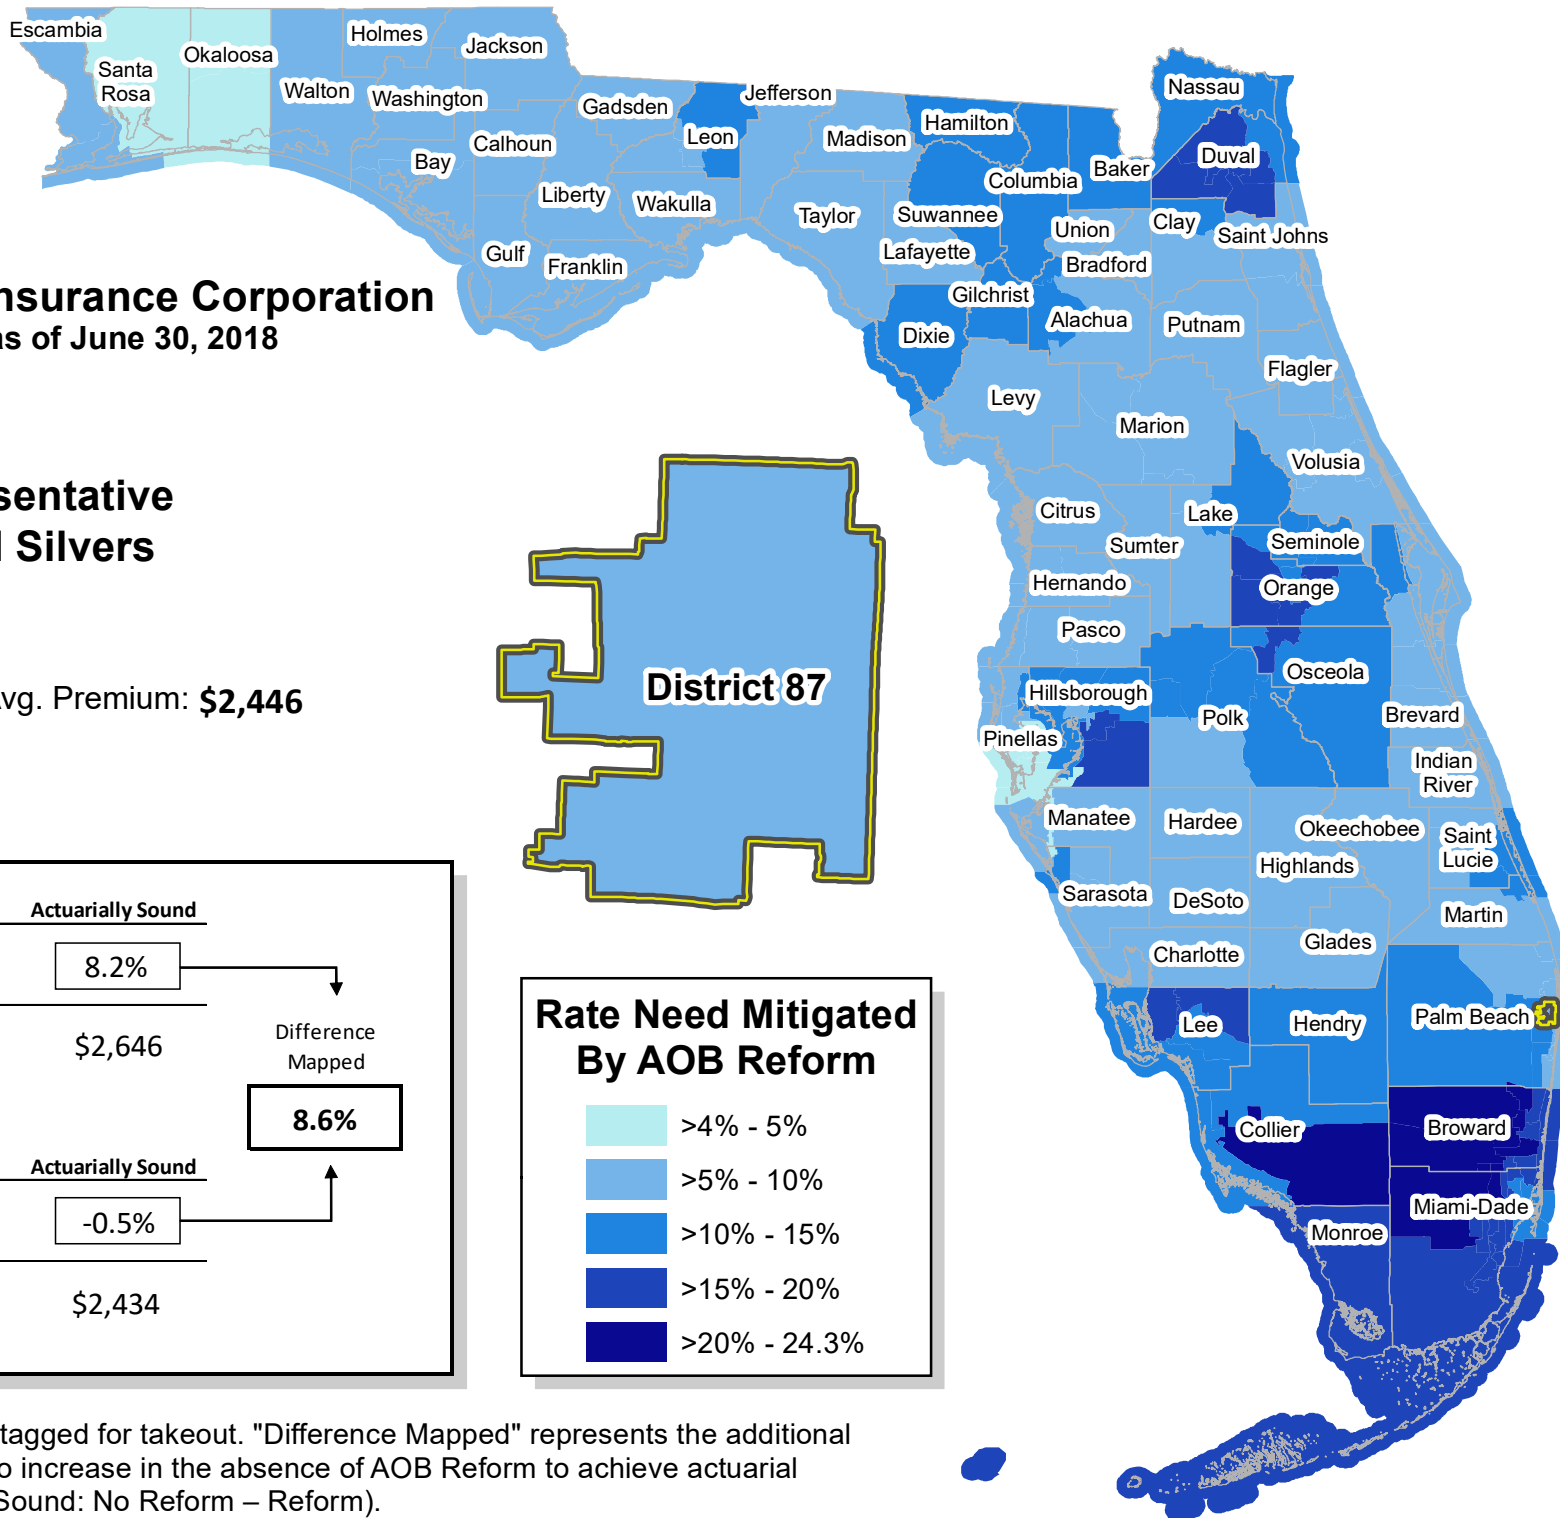 Escambia
Santa
Rosa
Okaloosa
Holmes
Walton
Washington
Jackson
Bay
Calhoun
Gadsden
Liberty
Gulf
Franklin
Leon
Wakulla
Jefferson
Madison
Taylor
Hamilton
Suwannee
Lafayette
Columbia
Baker
Nassau
Duval
Union
Clay
Saint Johns
Bradford
Gilchrist
Dixie
Alachua
Putnam
Flagler
Levy
Marion
Volusia
Citrus
Lake
Sumter
Seminole
Hernando
Orange
Pasco
Osceola
Hillsborough
Polk
Brevard
Pinellas
Indian
River
Manatee
Hardee
Okeechobee
Saint
Lucie
Highlands
Sarasota
DeSoto
Martin
Glades
Charlotte
Lee
Hendry
Palm Beach
Collier
Broward
Miami-Dade
Monroe
nsurance Corporation
as of June 30, 2018
sentative
Silvers
vg. Premium: $2,446
District 87
Actuarially Sound
8.2%
$2,646
Difference
Mapped
8.6%
Actuarially Sound
-0.5%
$2,434
Rate Need Mitigated
By AOB Reform
>4% - 5%
>5% - 10%
>10% - 15%
>15% - 20%
>20% - 24.3%
tagged for takeout. "Difference Mapped" represents the additional
o increase in the absence of AOB Reform to achieve actuarial
Sound: No Reform – Reform).